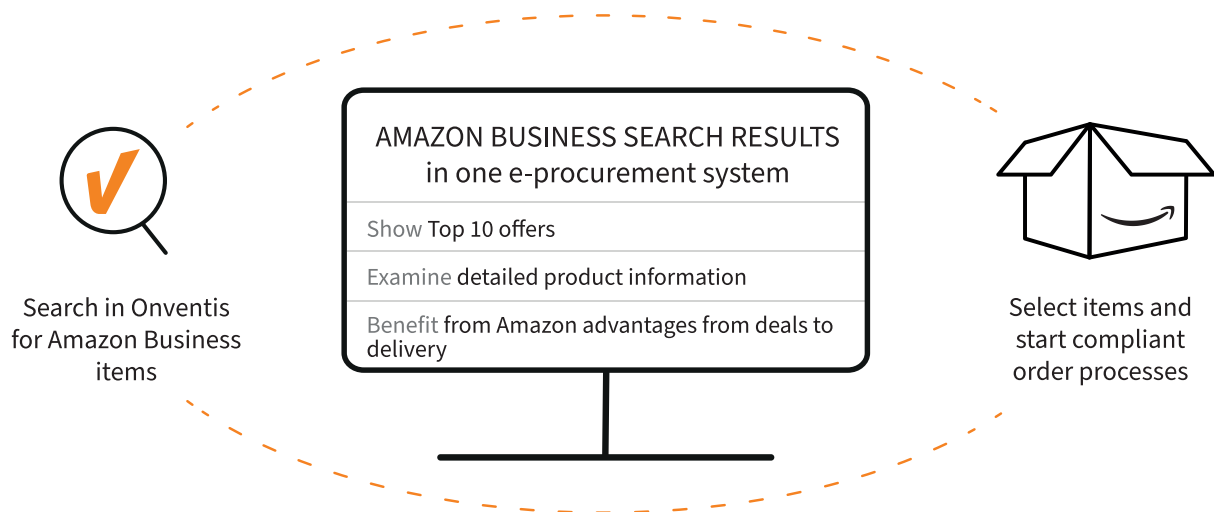 Search in Onventis
for Amazon Business
items
AMAZON BUSINESS SEARCH RESULTS
in one e-procurement system
Show Top 10 offers
Examine detailed product information
Benefit from Amazon advantages from deals to
delivery
Select items and
start compliant
order processes